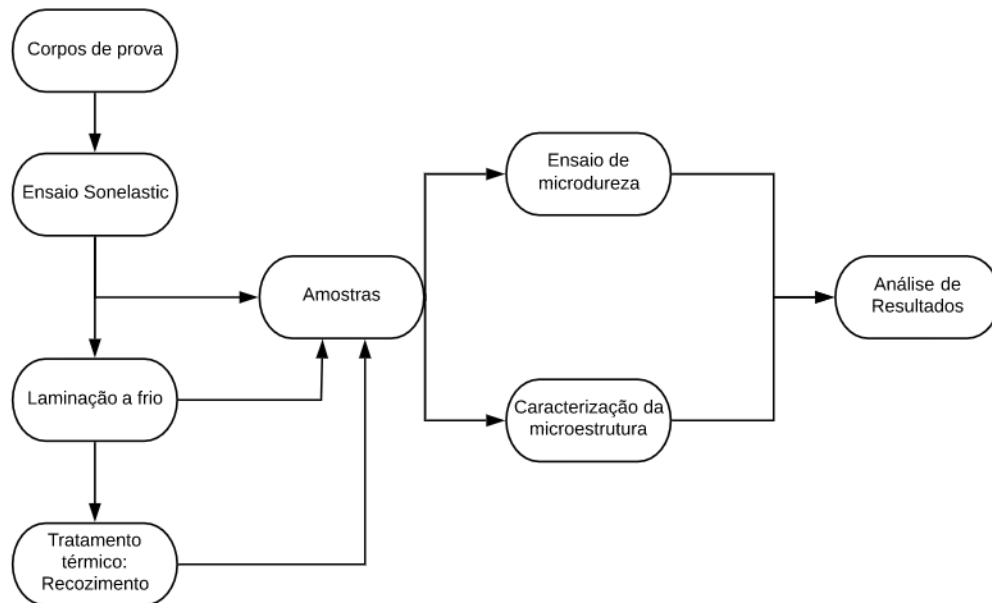 Corpos de prova
Ensaio Sonelastic
Amostras
Laminação a frio
Tratamento
térmico:
Recozimento
Ensaio de
microdureza
Caracterização da
microestrutura
Análise de
Resultados